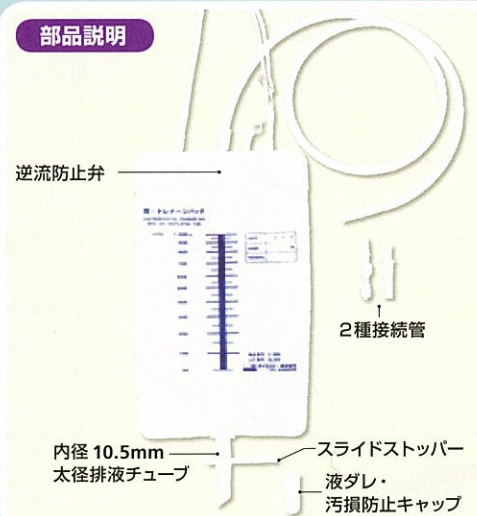 部品説明
逆流防止弁
2種接続管
内径 10.5mm
太径排液チューブ
スライドストッパー
液ダレ・
汚損防止キャップ